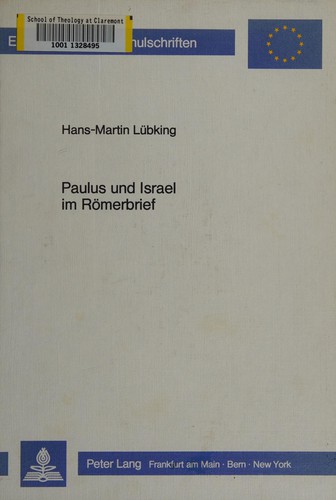 School of Theology at Claremont
1001 1328495
E
hulschriften
Hans-Martin Lübking
Paulus und Israel
im Römerbrief
Peter Lang Frankfurt am Main · Bern · New York